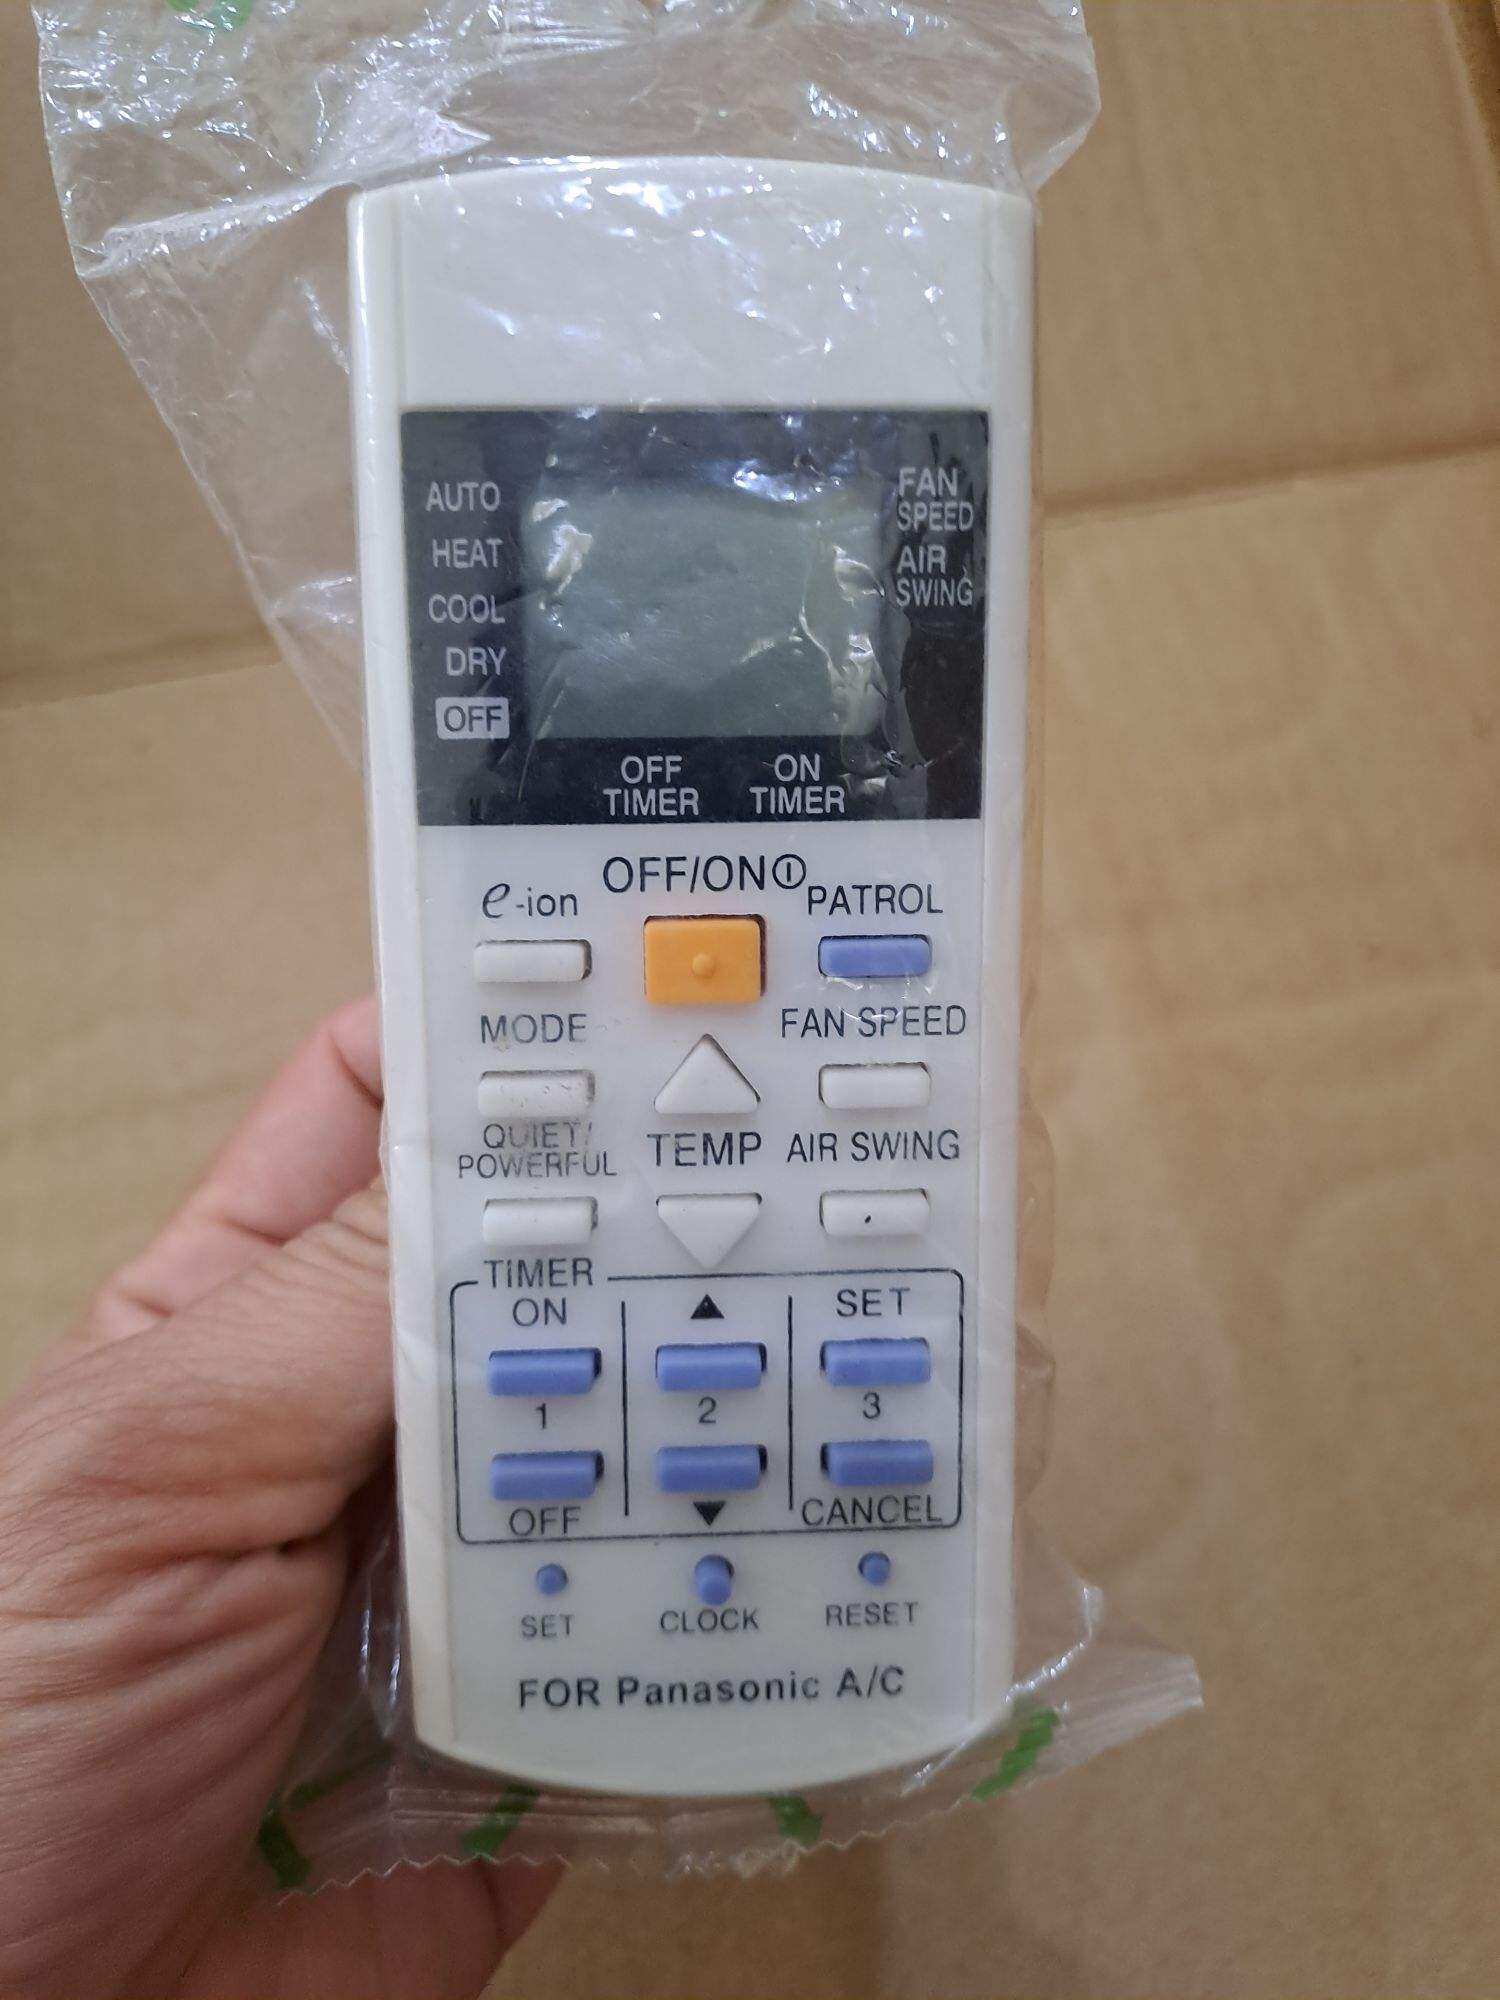 AUTO
HEAT
COOL
DRY
OFF
FAN
SPEED
AIR
SWING
OFF
TIMER
ON
TIMER
e-ion
OFF/ON
PATROL
MODE
FAN SPEED
QUIET/
POWERFUL
TEMP
AIR SWING
TIMER
ON
▲
SET
1
2
3
OFF
▼
CANCEL
SET
CLOCK
RESET
FOR Panasonic A/C